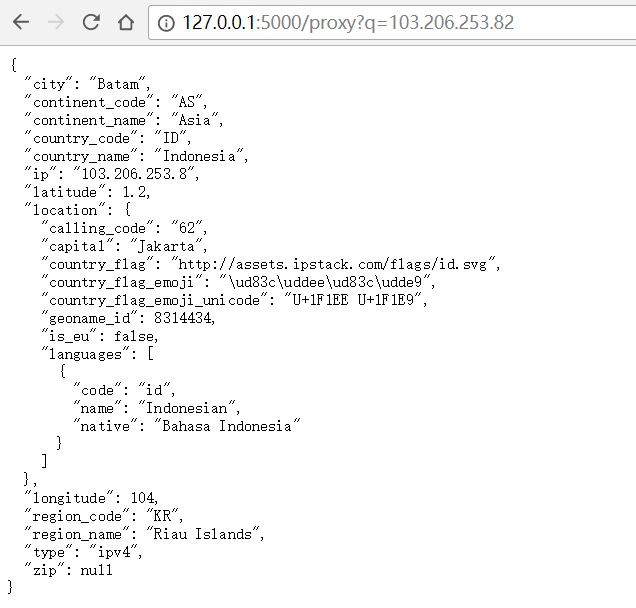 127.0.0.1:5000/proxy?q=103.206.253.82
{
  "city": "Batam",
  "continent_code": "AS",
  "continent_name": "Asia",
  "country_code": "ID",
  "country_name": "Indonesia",
  "ip": "103.206.253.8",
  "latitude": 1.2,
  "location": {
    "calling_code": "62",
    "capital": "Jakarta",
    "country_flag": "http://assets.ipstack.com/flags/id.svg",
    "country_flag_emoji": "\ud83c\uddee\ud83c\udde9",
    "country_flag_emoji_unicode": "U+1F1EE U+1F1E9",
    "geoname_id": 8314434,
    "is_eu": false,
    "languages": [
      {
        "code": "id",
        "name": "Indonesian",
        "native": "Bahasa Indonesia"
      }
    ]
  },
  "longitude": 104,
  "region_code": "KR",
  "region_name": "Riau Islands",
  "type": "ipv4",
  "zip": null
}